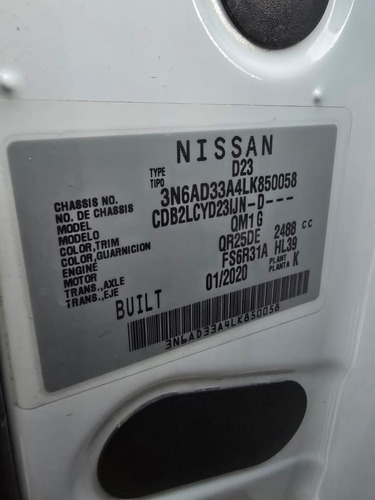 NISSAN
TYPE D23
TIPO
CHASSIS NO. 3N6AD33A4LK850058
NO DE CHASSIS
MODEL CDB2LCYD23IJN-D---
MODELO
COLOR,TRIM QM1 G
COLOR,GUARNICION
ENGINE QR25DE 2488 CC
MOTOR
TRANS.,AXLE FS6R31A HL39
TRANS.,EJE
01/2020 PLANT K
PLANTA
BUILT
3N6AD33A4LK850058